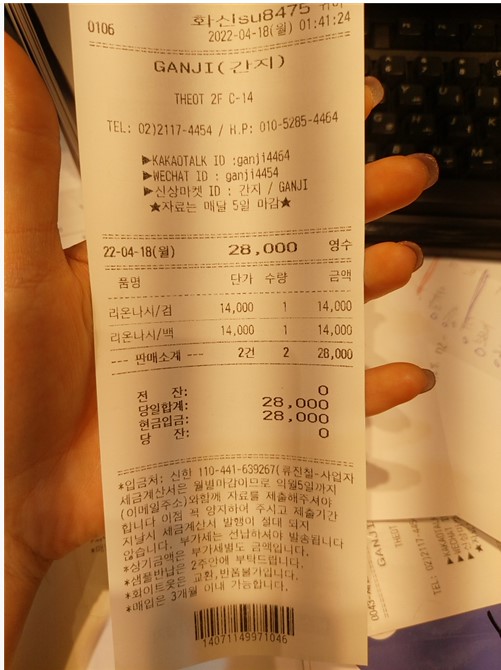 0106
화신isu8475 귀하
2022-04-18(월) 01:41:24
GANJI(간지)
THEOT 2F C-14
TEL: 02)2117-4454 / H.P: 010-5285-4464
▶KAKAOTALK ID :ganji4464
▶WECHAT ID : ganji4454
▶신상마켓 ID : 간지 / GANJI
★자료는 매달 5일 마감★
22-04-18(월) 28,000 영수
품명 단가 수량 금액
리온나시/검 14,000 1 14,000
리온나시/백 14,000 1 14,000
--- 판매소계 --- 2건 2 28,000
전 잔: 0
당일합계: 28,000
현금입금: 28,000
당 잔: 0
*입금처: 신한 110-441-639267(류진철-사업자
세금계산서은 월별마감이므로 익월5일까지
(이메일주소)와함께 자료를 제출해주셔야
합니다 이점 꼭 양지하여 주시고 제출기간
지날시 세금계산서 발행이 절대 되지
않습니다. 부가세는 선납하셔야 발송됩니다
*상기금액은 부가세별도 금액입니다.
*샘플반납은 2주안에 부탁드립니다.
*화이트옷은 교환,반품불가입니다.
*매입은 3개월 이내 가능합니다.
14071149971046